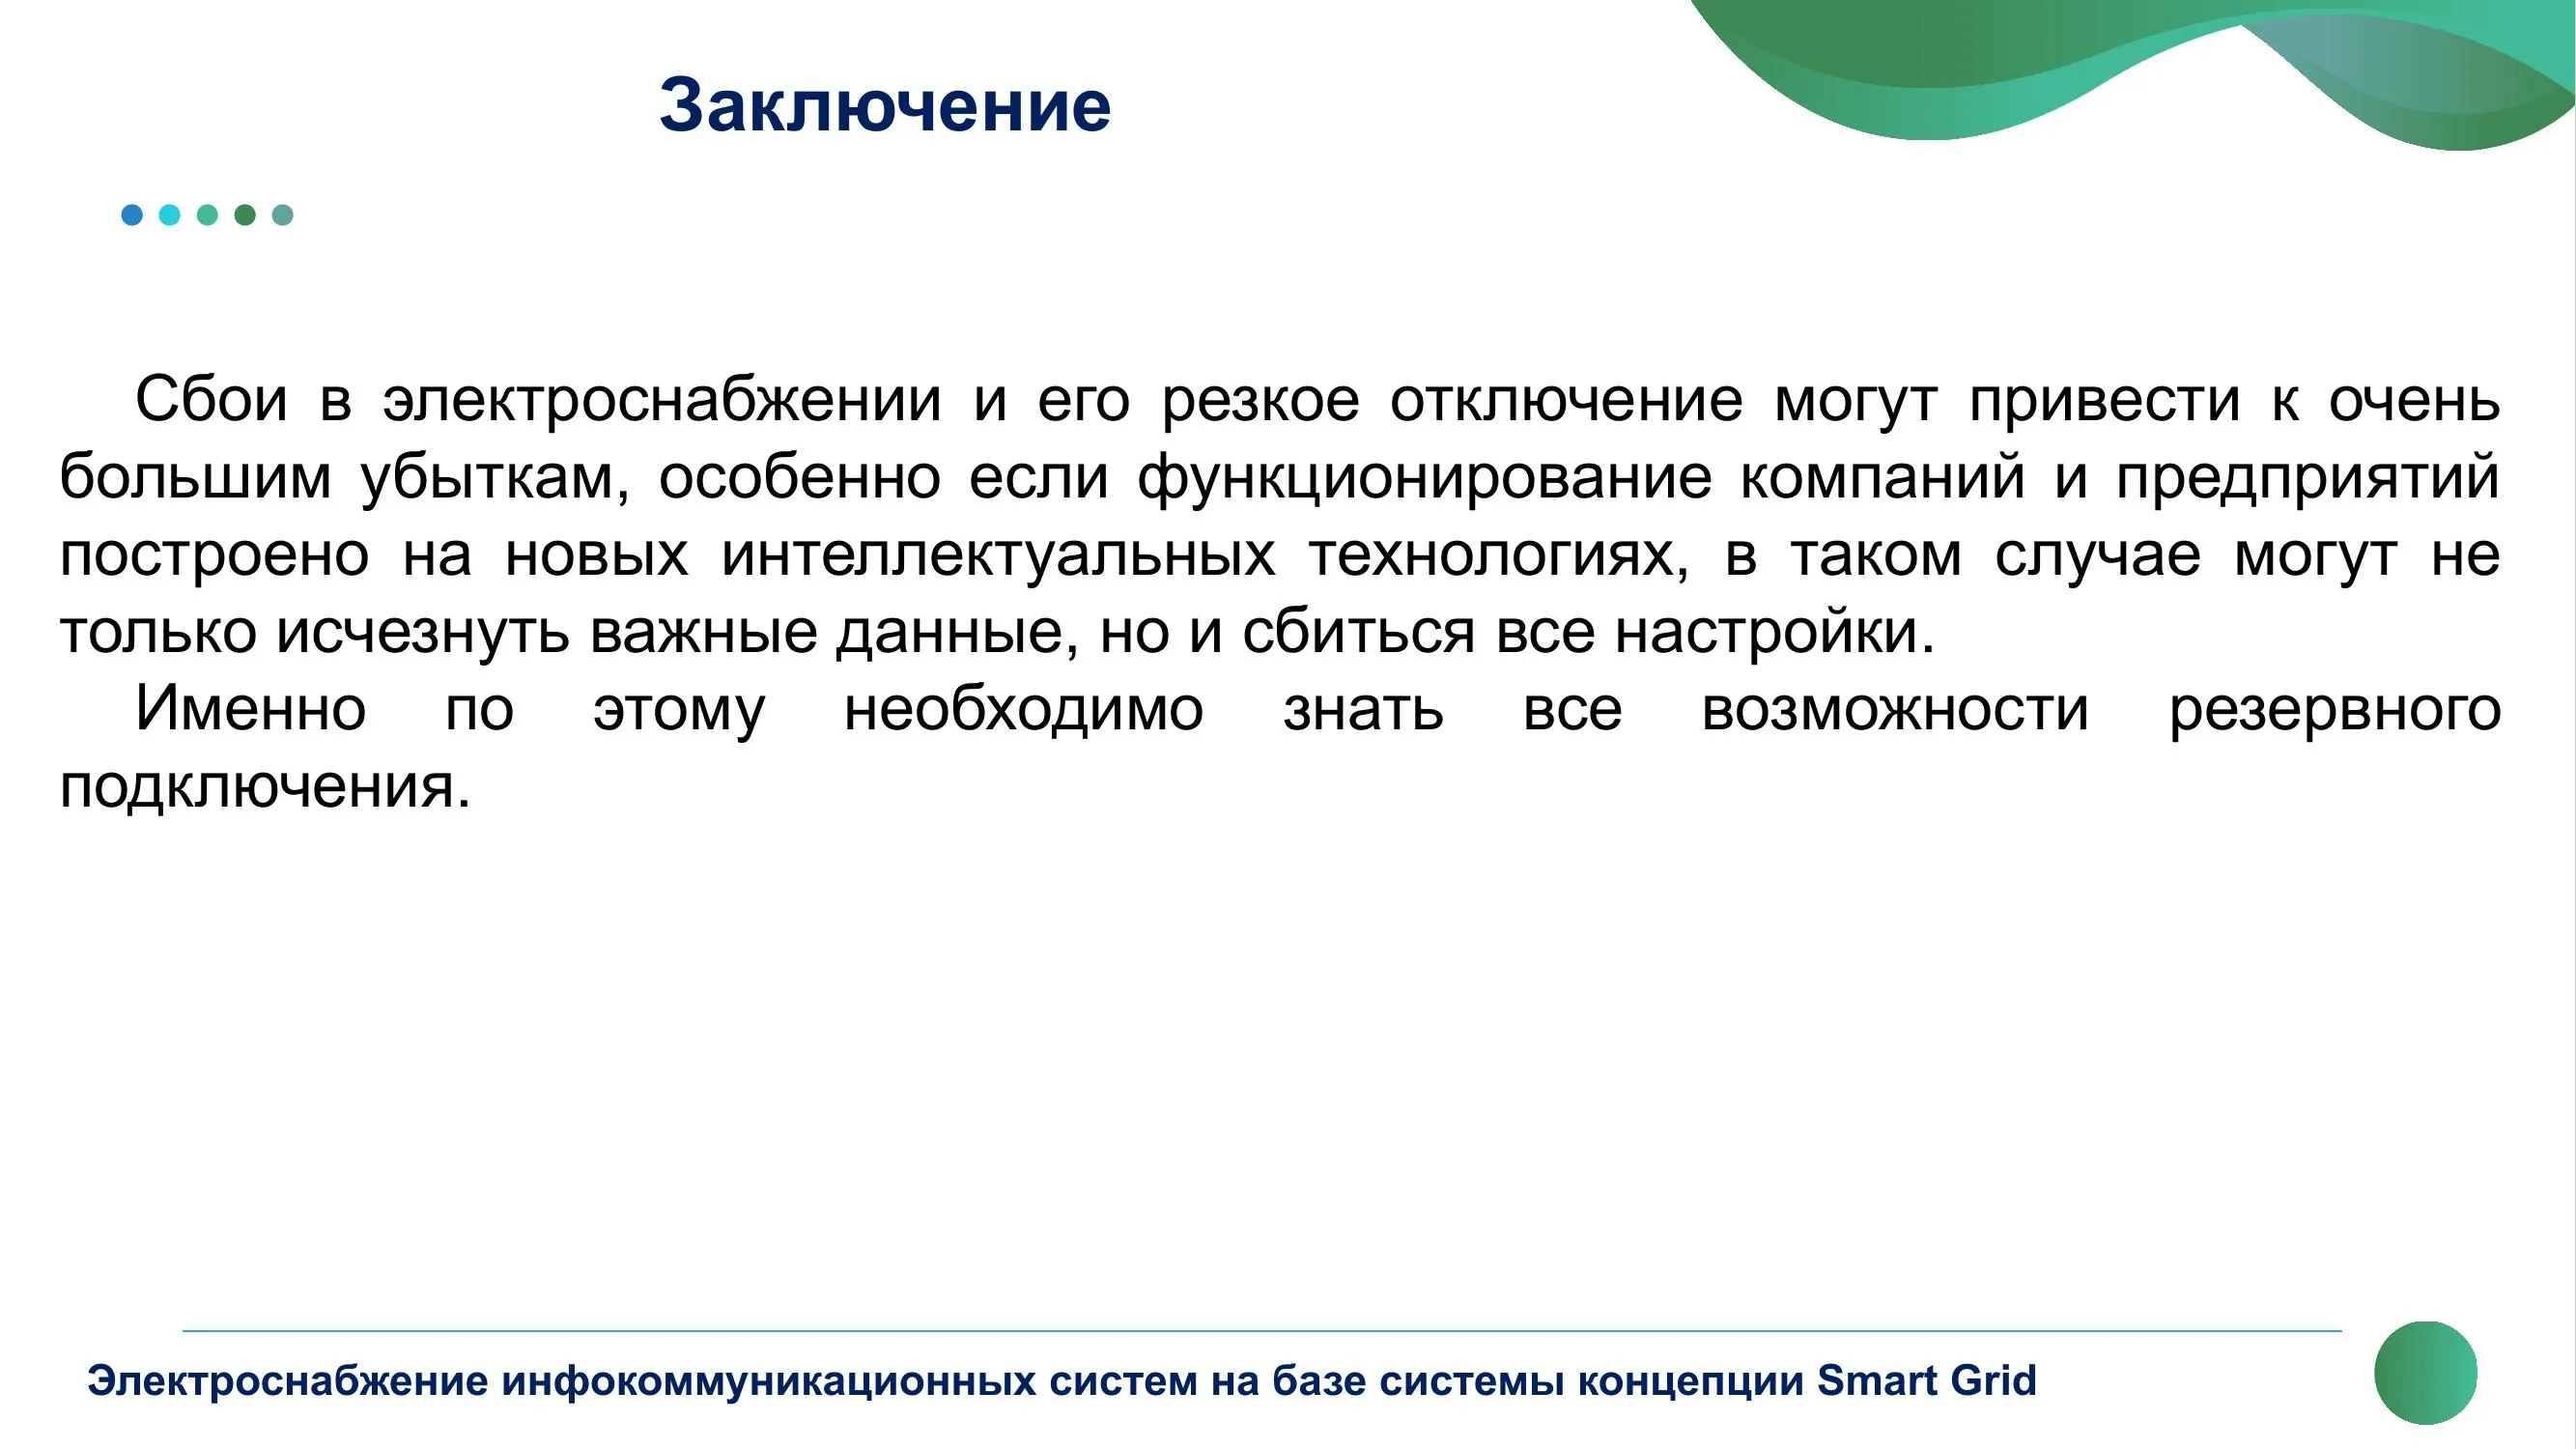 Заключение
Сбои в электроснабжении и его резкое отключение могут привести к очень
большим убыткам, особенно если функционирование компаний и предприятий
построено на новых интеллектуальных технологиях, в таком случае могут не
только исчезнуть важные данные, но и сбиться все настройки.
Именно по этому необходимо знать все возможности резервного
подключения.
Электроснабжение инфокоммуникационных систем на базе системы концепции Smart Grid